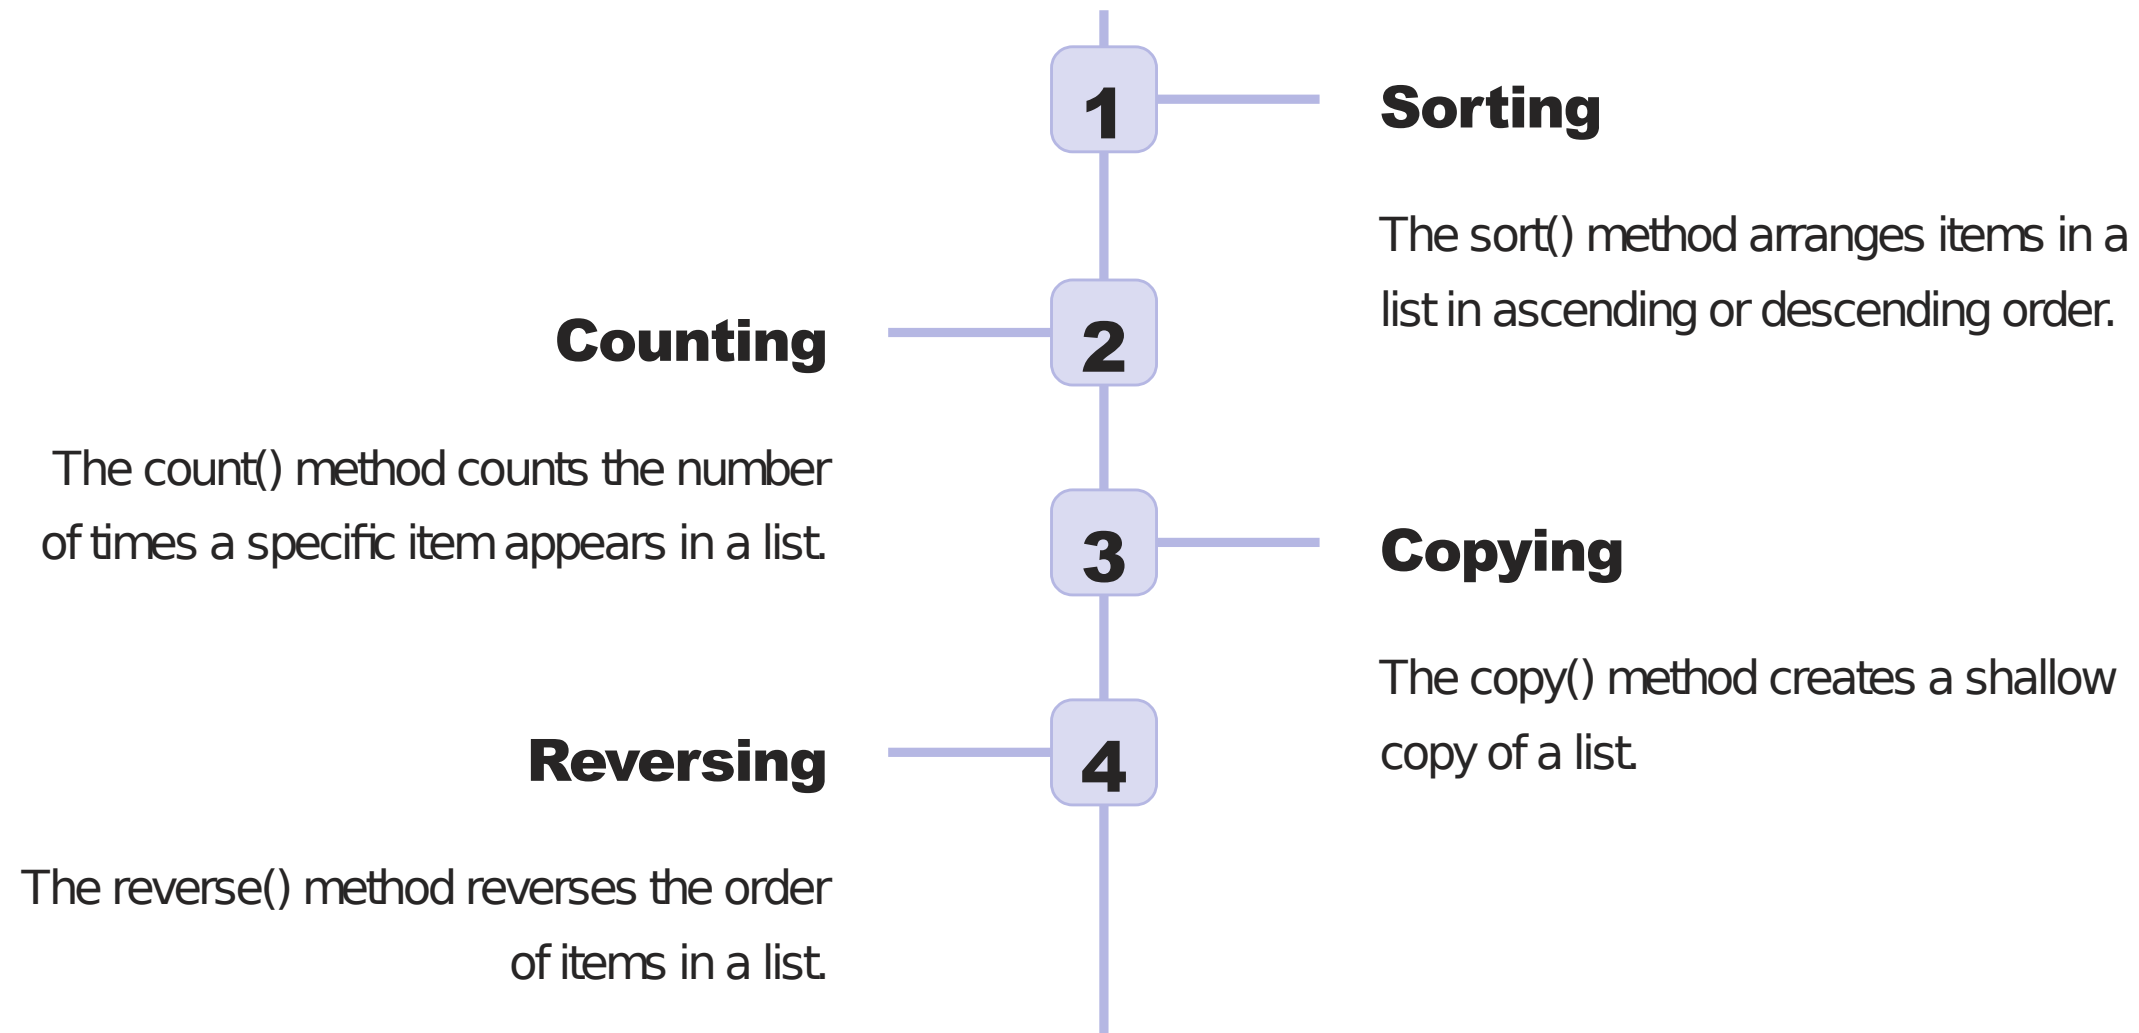 1
Sorting
The sort() method arranges items in a
list in ascending or descending order.
2
Counting
The count() method counts the number
of times a specific item appears in a list.
3
Copying
The copy() method creates a shallow
copy of a list.
4
Reversing
The reverse() method reverses the order
of items in a list.